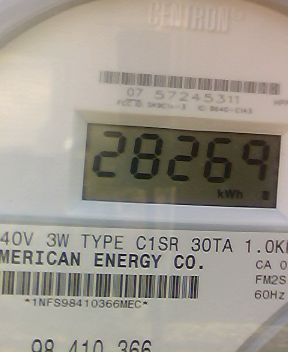 CENTRON®
07 57245311
28269
kWh
40V 3W TYPE C1SR 30TA 1.0K
MERICAN ENERGY CO.
CA 0
FM2S
60Hz
*1NFS98410366MEC*
98 410 366